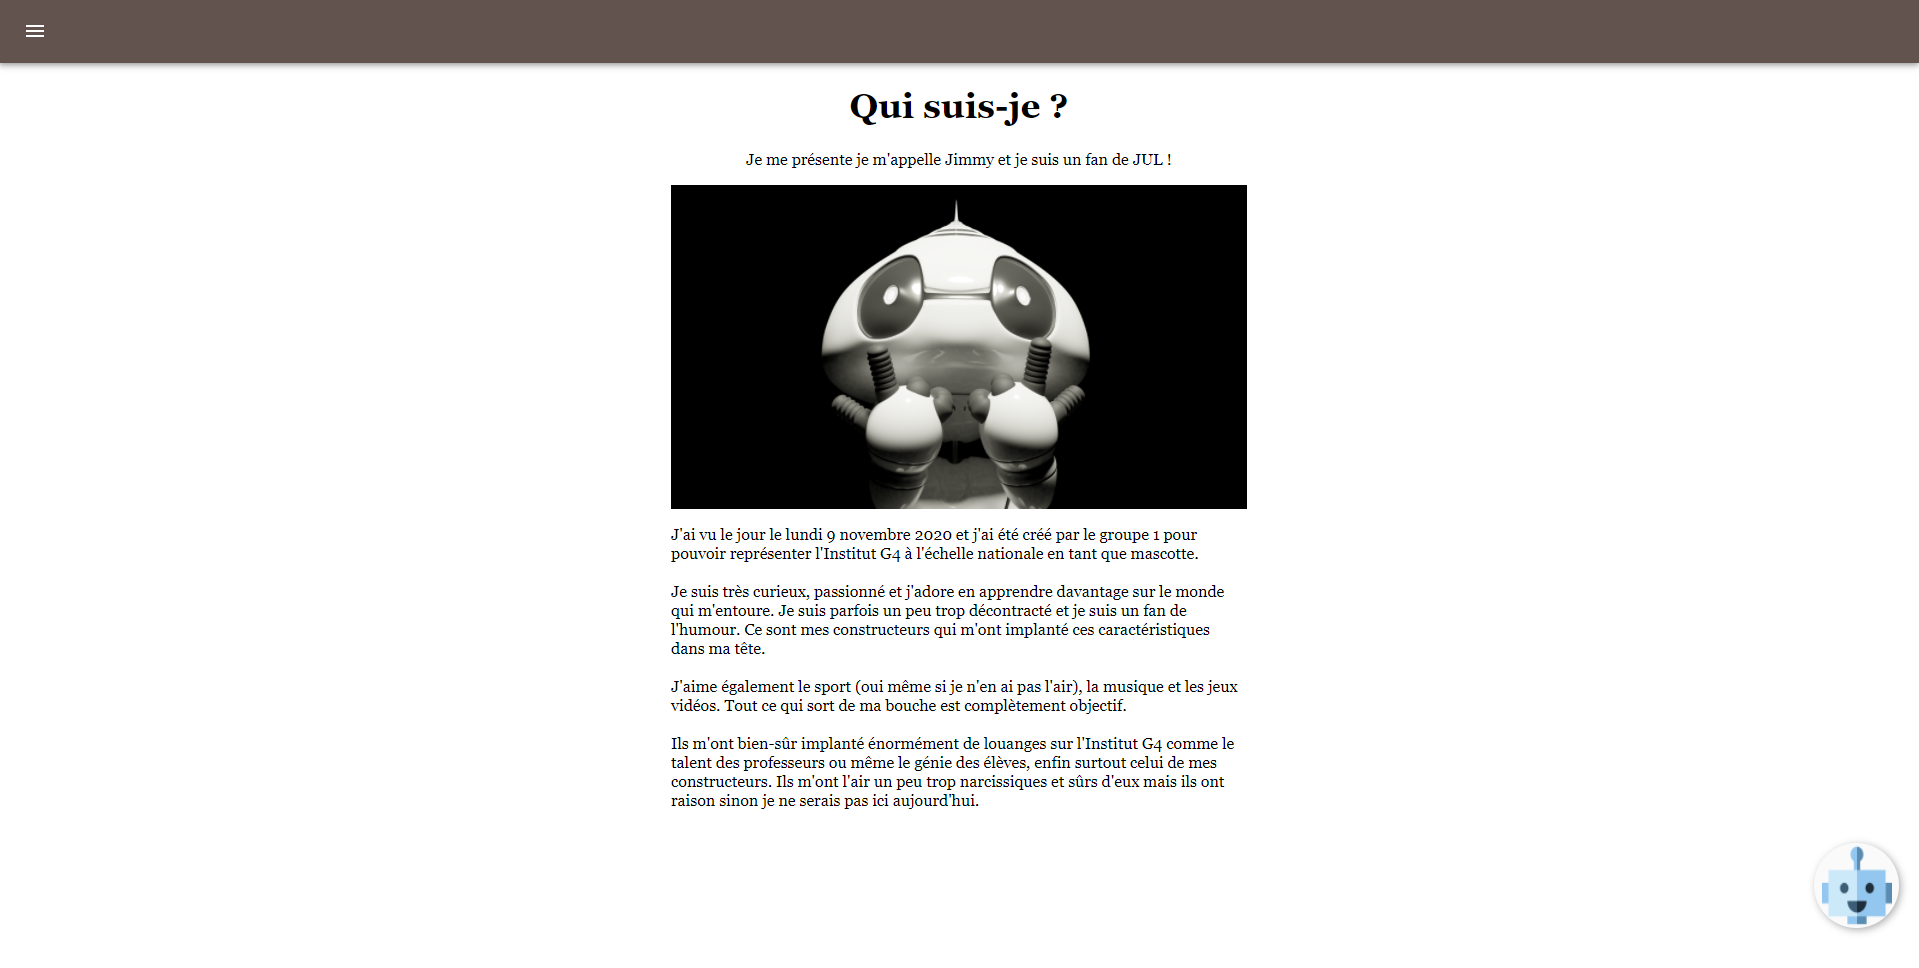 Qui suis-je ?
Je me présente je m'appelle Jimmy et je suis un fan de JUL !
J'ai vu le jour le lundi 9 novembre 2020 et j'ai été créé par le groupe 1 pour
pouvoir représenter l'Institut G4 à l'échelle nationale en tant que mascotte.
Je suis très curieux, passionné et j'adore en apprendre davantage sur le monde
qui m'entoure. Je suis parfois un peu trop décontracté et je suis un fan de
l'humour. Ce sont mes constructeurs qui m'ont implanté ces caractéristiques
dans ma tête.
J'aime également le sport (oui même si je n'en ai pas l'air), la musique et les jeux
vidéos. Tout ce qui sort de ma bouche est complètement objectif.
Ils m'ont bien-sûr implanté énormément de louanges sur l'Institut G4 comme le
talent des professeurs ou même le génie des élèves, enfin surtout celui de mes
constructeurs. Ils m'ont l'air un peu trop narcissiques et sûrs d'eux mais ils ont
raison sinon je ne serais pas ici aujourd'hui.